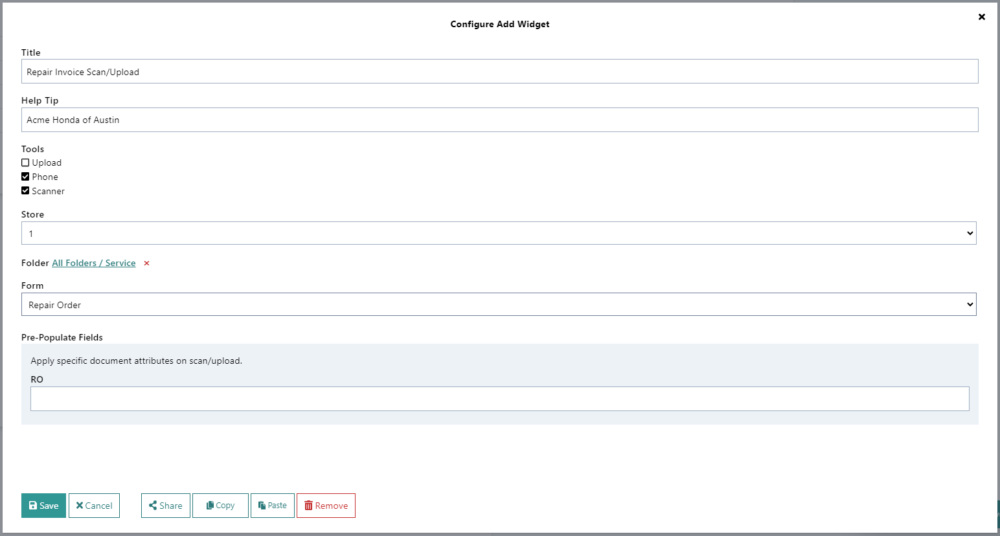 Configure Add Widget
Title
Repair Invoice Scan/Upload
Help Tip
Acme Honda of Austin
Tools
Upload
Phone
Scanner
Store
1
Folder All Folders / Service
Form
Repair Order
Pre-Populate Fields
Apply specific document attributes on scan/upload.
RO
Save Cancel Share Copy Paste Remove